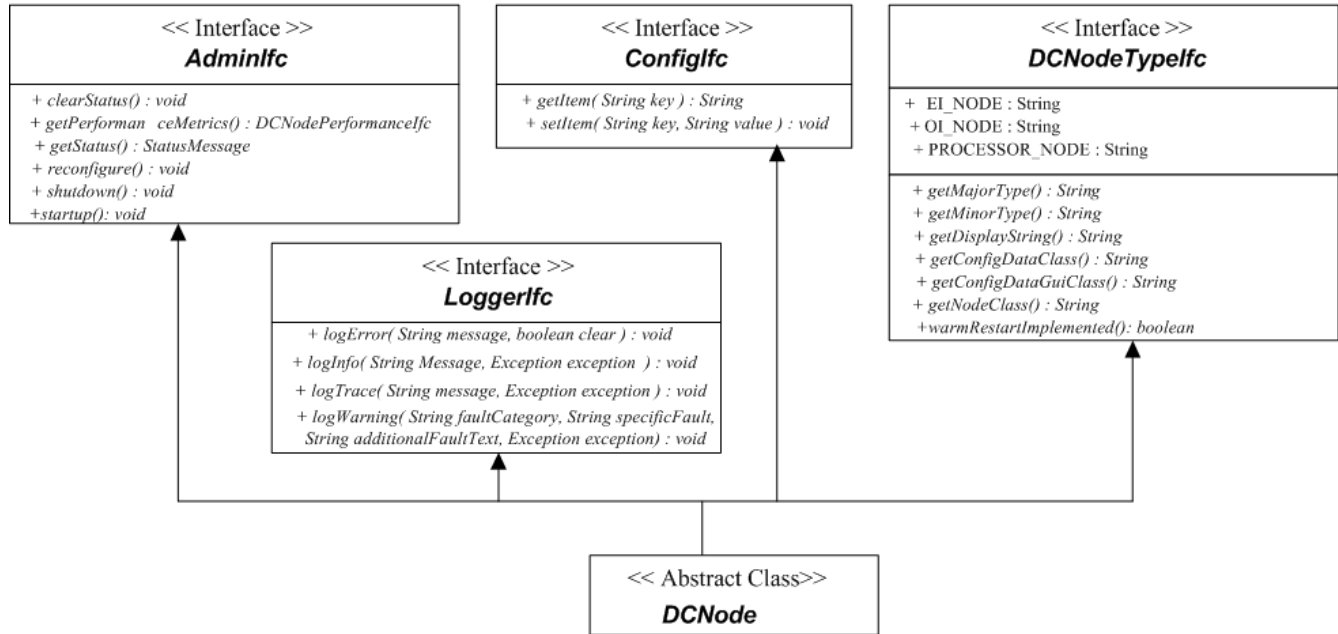 << Interface >>
AdminIfc
+ clearStatus() : void
+ getPerforman ceMetrics() : DCNodePerformanceIfc
+ getStatus() : StatusMessage
+ reconfigure() : void
+ shutdown() : void
+startup(): void
<< Interface >>
ConfigIfc
+ getItem( String key ) : String
+ setItem( String key, String value ) : void
<< Interface >>
DCNodeTypeIfc
+ EI_NODE : String
+ OI_NODE : String
+ PROCESSOR_NODE : String
+ getMajorType() : String
+ getMinorType() : String
+ getDisplayString() : String
+ getConfigDataClass() : String
+ getConfigDataGuiClass() : String
+ getNodeClass() : String
+warmRestartImplemented(): boolean
<< Interface >>
LoggerIfc
+ logError( String message, boolean clear ) : void
+ logInfo( String Message, Exception exception ) : void
+ logTrace( String message, Exception exception ) : void
+ logWarning( String faultCategory, String specificFault,
String additionalFaultText, Exception exception) : void
<< Abstract Class>>
DCNode